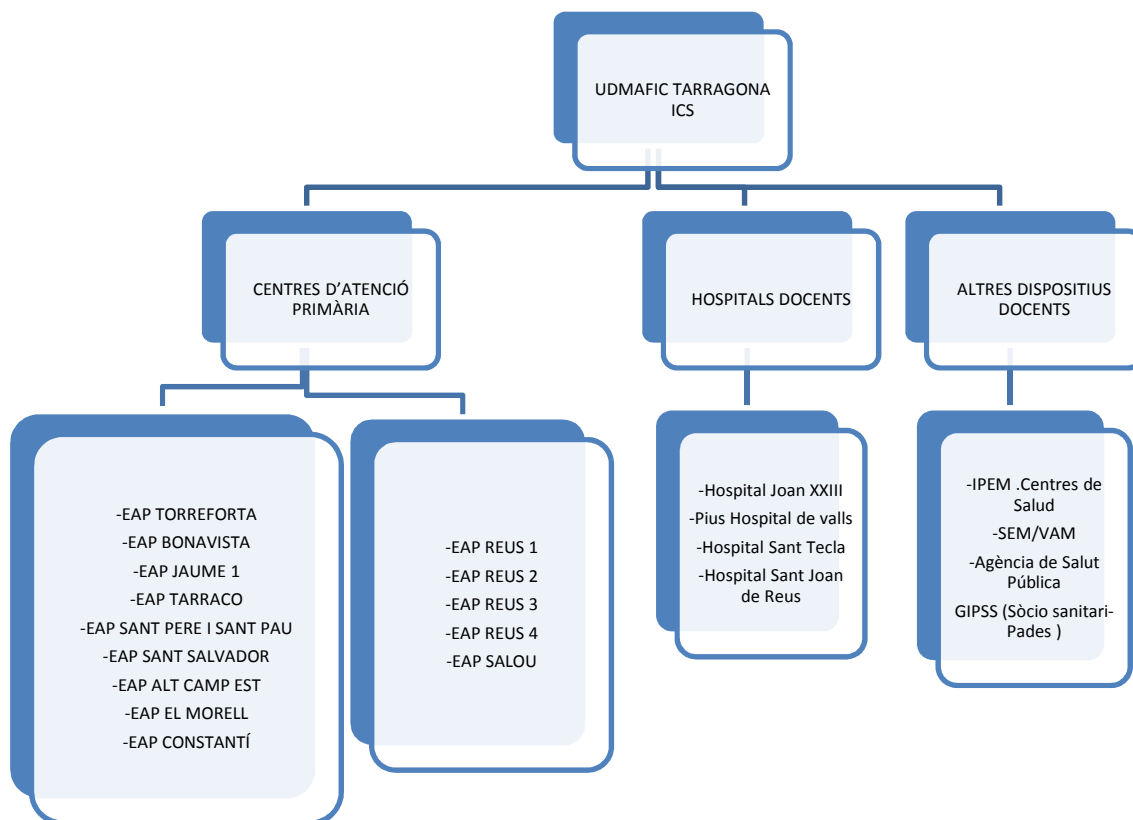 UDMAFIC TARRAGONA
ICS
CENTRES D’ATENCIÓ
PRIMÀRIA
HOSPITALS DOCENTS
ALTRES DISPOSITIUS
DOCENTS
-EAP TORREFORTA
-EAP BONAVISTA
-EAP JAUME 1
-EAP TARRACO
-EAP SANT PERE I SANT PAU
-EAP SANT SALVADOR
-EAP ALT CAMP EST
-EAP EL MORELL
-EAP CONSTANTÍ
-EAP REUS 1
-EAP REUS 2
-EAP REUS 3
-EAP REUS 4
-EAP SALOU
-Hospital Joan XXIII
-Pius Hospital de valls
-Hospital Sant Tecla
-Hospital Sant Joan
de Reus
-IPEM .Centres de
Salud
-SEM/VAM
-Agència de Salut
Pública
GIPSS (Sòcio sanitari-
Pades )